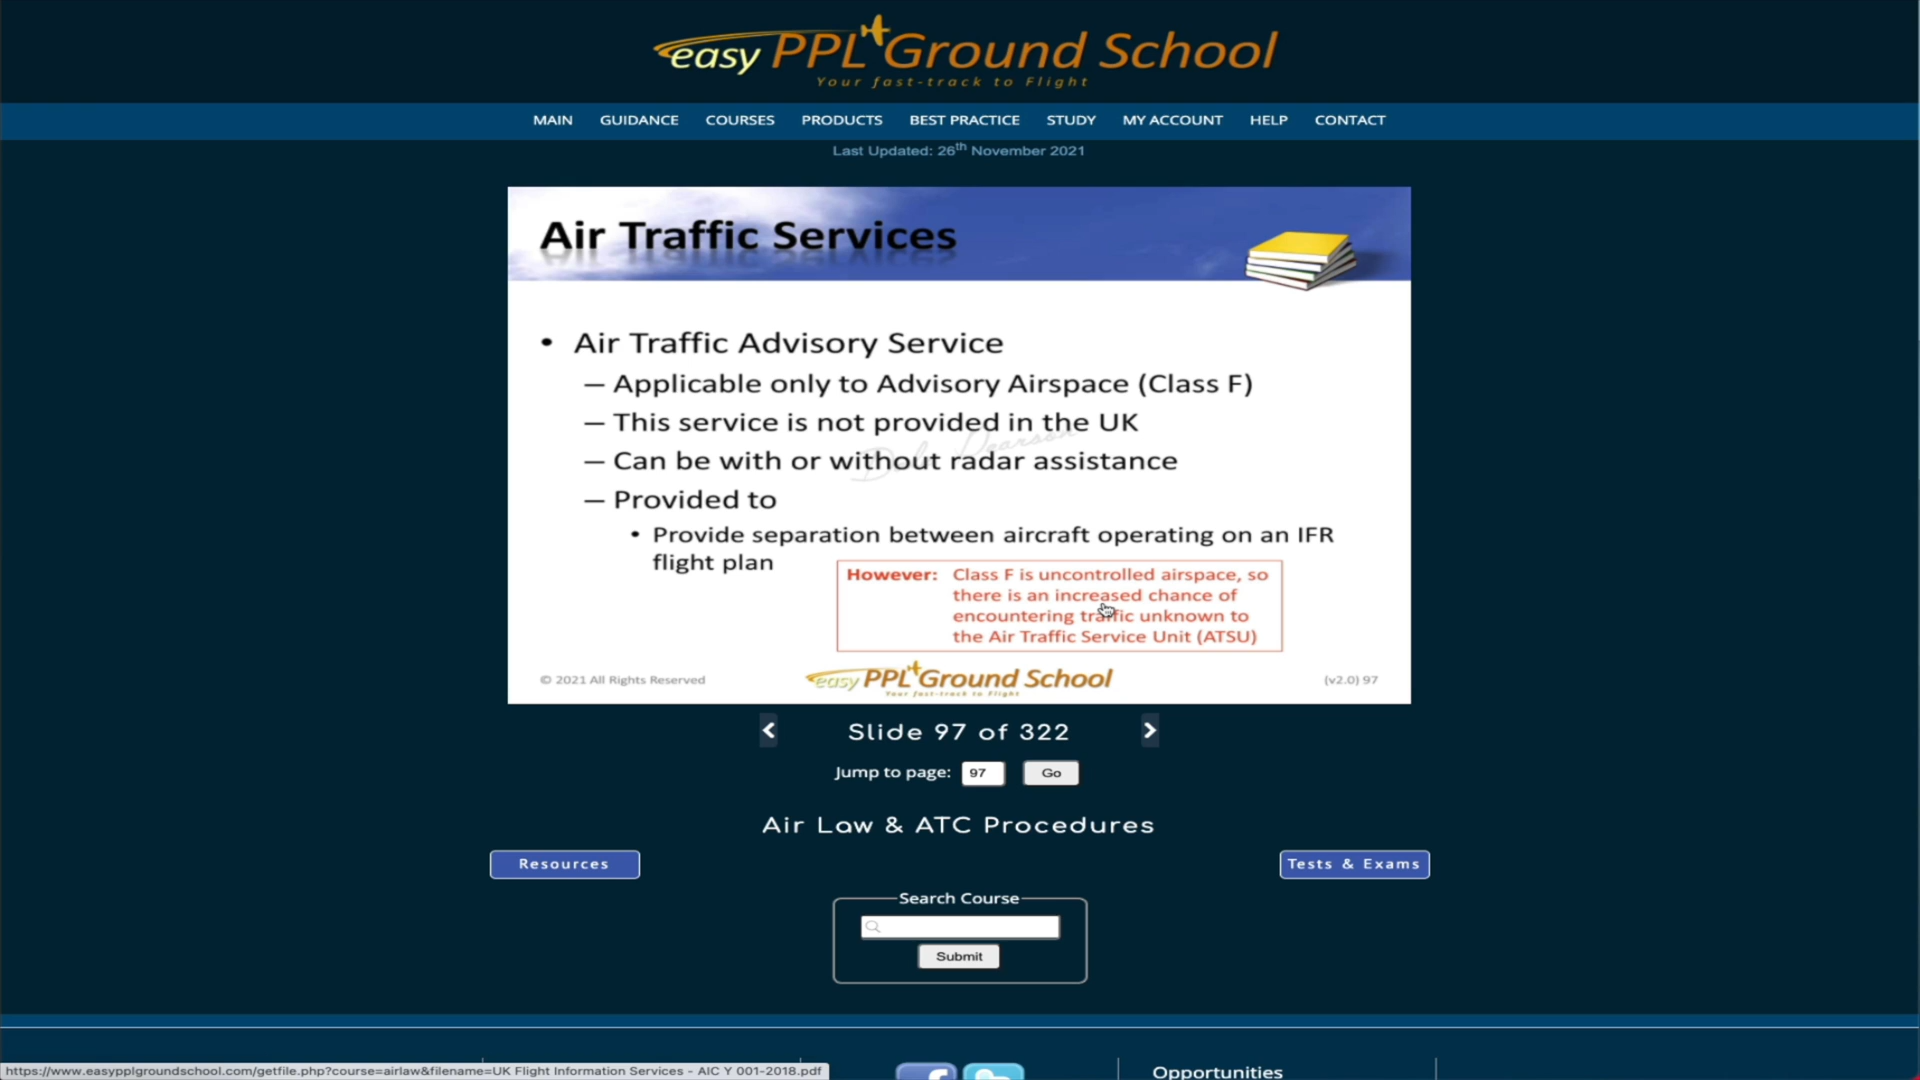 easy PPL Ground School
Your fast-track to Flight
MAIN GUIDANCE COURSES PRODUCTS BEST PRACTICE STUDY MY ACCOUNT HELP CONTACT
Last Updated: 26th November 2021
Air Traffic Services
• Air Traffic Advisory Service
– Applicable only to Advisory Airspace (Class F)
– This service is not provided in the UK
– Can be with or without radar assistance
– Provided to
• Provide separation between aircraft operating on an IFR
flight plan
However: Class F is uncontrolled airspace, so
there is an increased chance of
encountering traffic unknown to
the Air Traffic Service Unit (ATSU)
© 2021 All Rights Reserved
easy PPL Ground School
Your fast-track to Flight
(v2.0) 97
Slide 97 of 322
Jump to page: 97 Go
Air Law & ATC Procedures
Resources
Tests & Exams
Search Course
Submit
https://www.easypplgroundschool.com/getfile.php?course=airlaw&filename=UK Flight Information Services - AIC Y 001-2018.pdf
Opportunities